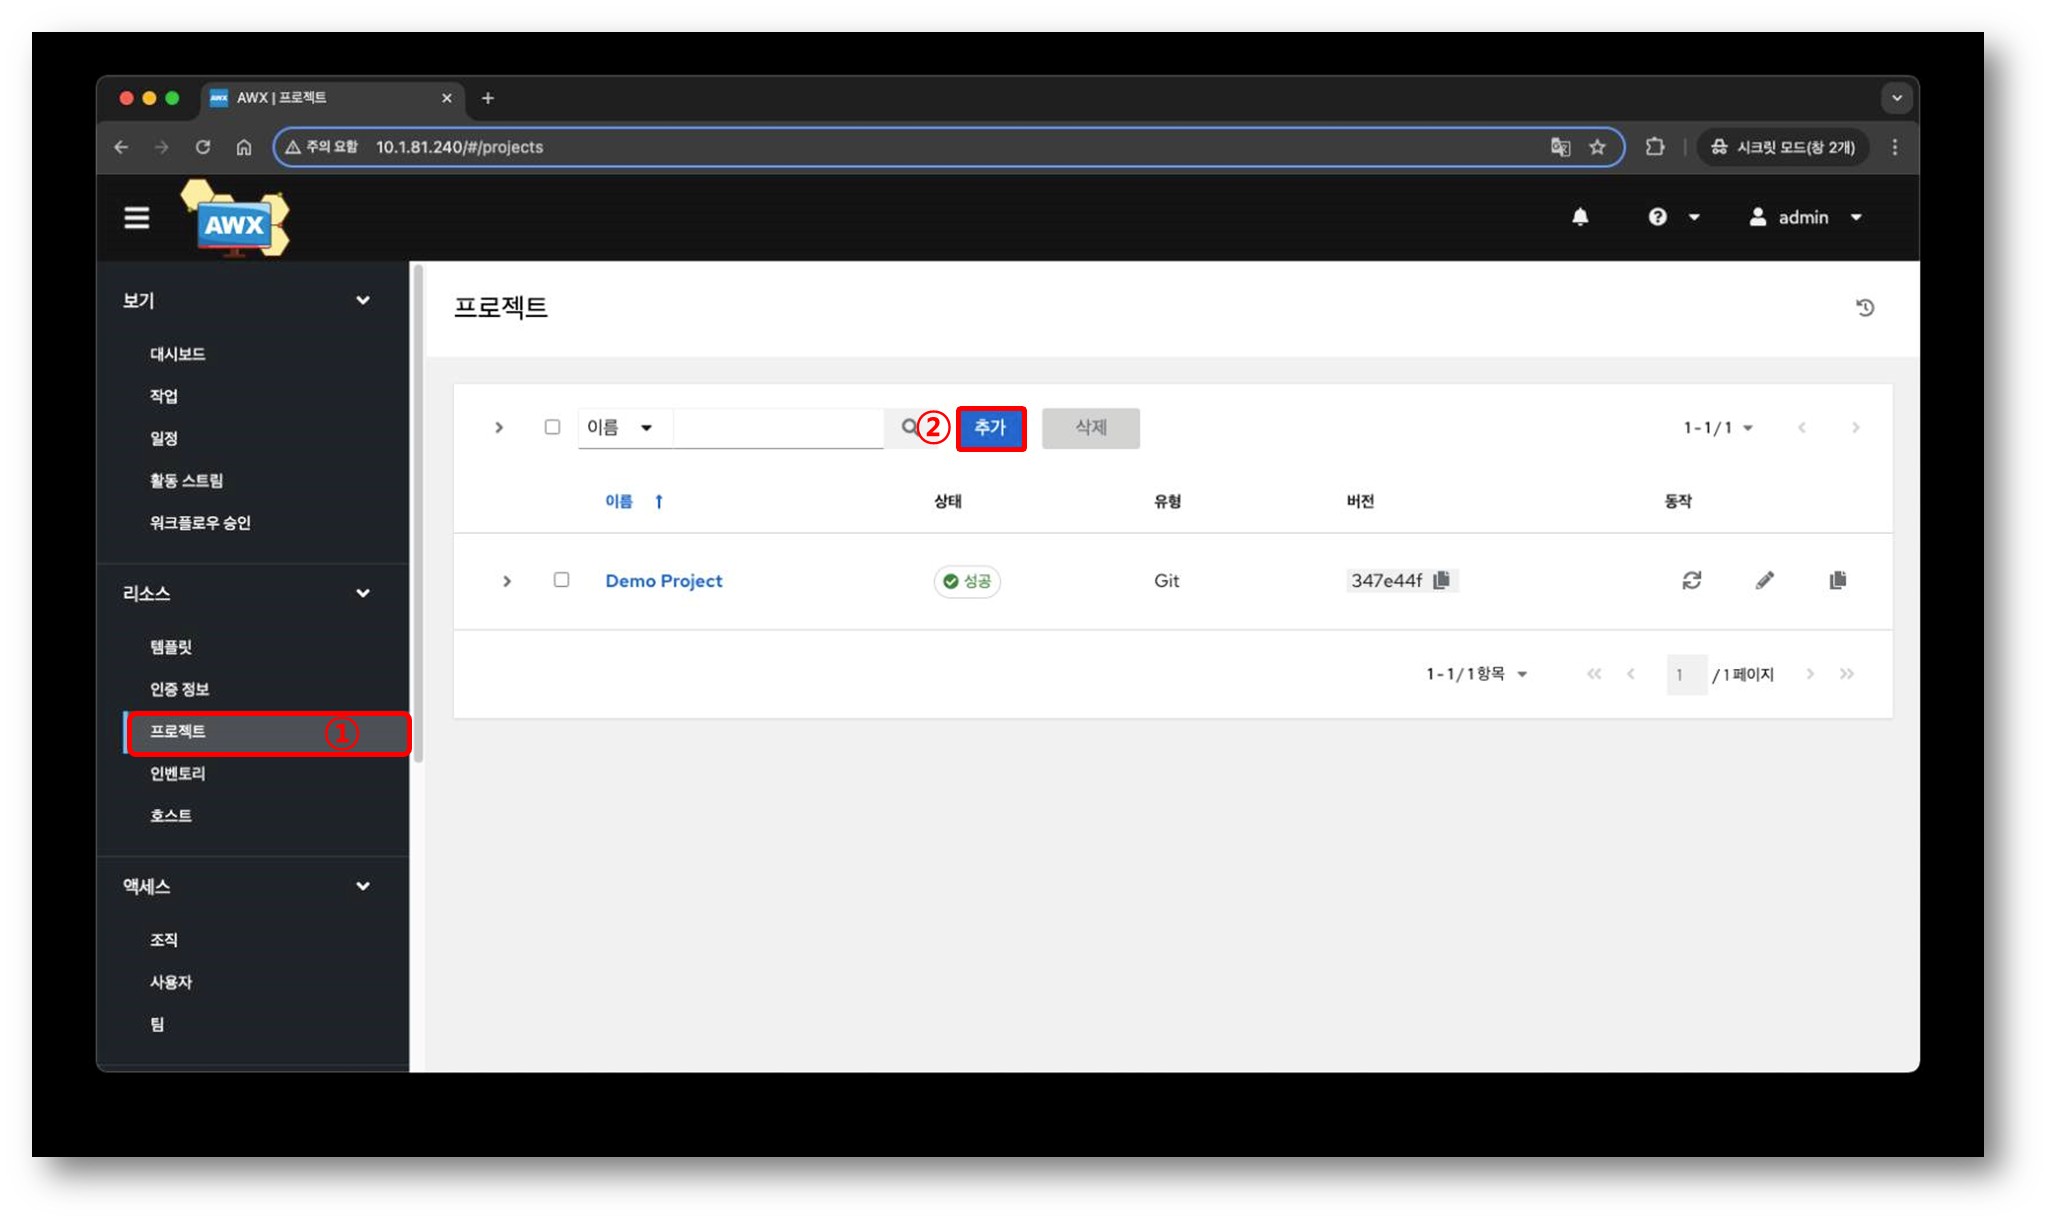 AWX | 프로젝트
주의 요함 10.1.81.240/#/projects 시크릿 모드(창 2개)
AWX admin
보기
대시보드
작업
일정
활동 스트림
워크플로우 승인
리소스
템플릿
인증 정보
프로젝트 ①
인벤토리
호스트
액세스
조직
사용자
팀
프로젝트
이름 ② 추가 삭제 1-1/1
이름 상태 유형 버전 동작
Demo Project 성공 Git 347e44f
1-1/1항목 1 /1페이지